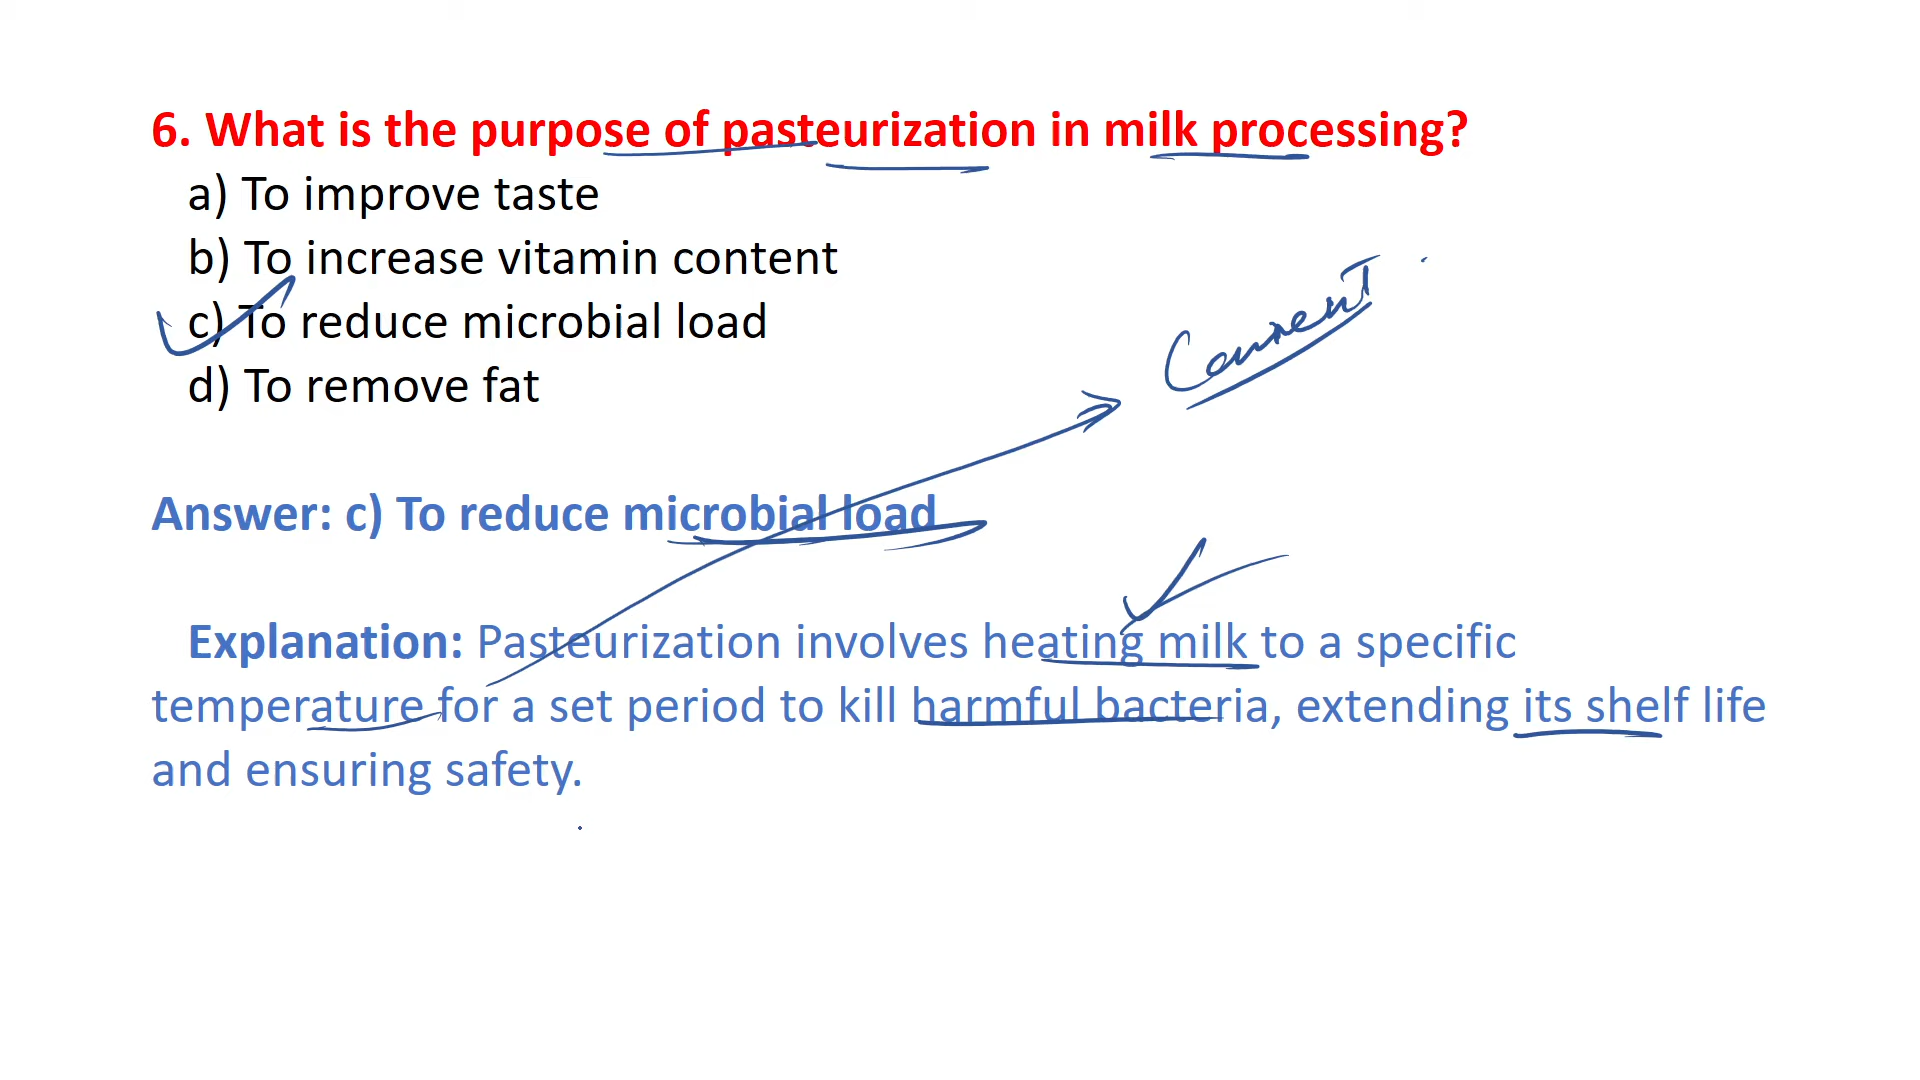 6. What is the purpose of pasteurization in milk processing?
a) To improve taste
b) To increase vitamin content
c) To reduce microbial load
d) To remove fat
Comment
Answer: c) To reduce microbial load
Explanation: Pasteurization involves heating milk to a specific
temperature for a set period to kill harmful bacteria, extending its shelf life
and ensuring safety.